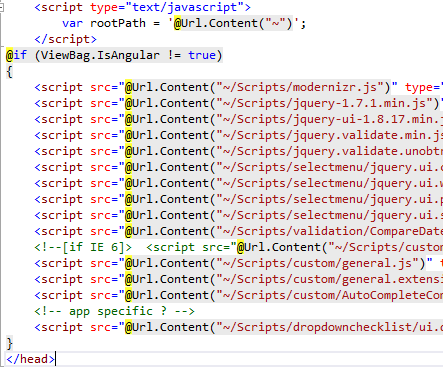 <script type="text/javascript">
var rootPath = '@Url.Content("~")';
</script>
@if (ViewBag.IsAngular != true)
{
<script src="@Url.Content("~/Scripts/modernizr.js")" type="
<script src="@Url.Content("~/Scripts/jquery-1.7.1.min.js")
<script src="@Url.Content("~/Scripts/jquery-ui-1.8.17.min.j
<script src="@Url.Content("~/Scripts/jquery.validate.min.js
<script src="@Url.Content("~/Scripts/jquery.validate.unobtr
<script src="@Url.Content("~/Scripts/selectmenu/jquery.ui.c
<script src="@Url.Content("~/Scripts/selectmenu/jquery.ui.w
<script src="@Url.Content("~/Scripts/selectmenu/jquery.ui.p
<script src="@Url.Content("~/Scripts/selectmenu/jquery.ui.s
<script src="@Url.Content("~/Scripts/validation/CompareDate
<!--[if IE 6]> <script src="@Url.Content("~/Scripts/custom
<script src="@Url.Content("~/Scripts/custom/general.js")" t
<script src="@Url.Content("~/Scripts/custom/general.extensi
<script src="@Url.Content("~/Scripts/custom/AutoCompleteCom
<!-- app specific ? -->
<script src="@Url.Content("~/Scripts/dropdownchecklist/ui.c
}
</head>